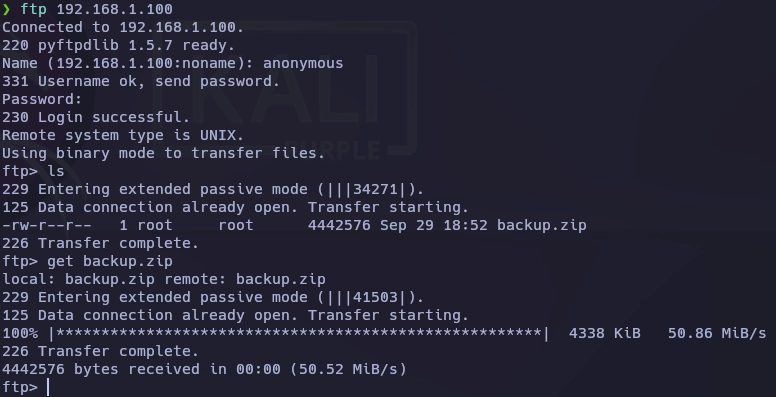 ❯ ftp 192.168.1.100
Connected to 192.168.1.100.
220 pyftpdlib 1.5.7 ready.
Name (192.168.1.100:noname): anonymous
331 Username ok, send password.
Password:
230 Login successful.
Remote system type is UNIX.
Using binary mode to transfer files.
ftp> ls
229 Entering extended passive mode (|||34271|).
125 Data connection already open. Transfer starting.
-rw-r--r--   1 root     root      4442576 Sep 29 18:52 backup.zip
226 Transfer complete.
ftp> get backup.zip
local: backup.zip remote: backup.zip
229 Entering extended passive mode (|||41503|).
125 Data connection already open. Transfer starting.
100% |******************************************************|  4338 KiB   50.86 MiB/s
226 Transfer complete.
4442576 bytes received in 00:00 (50.52 MiB/s)
ftp>
KALI
PURPLE